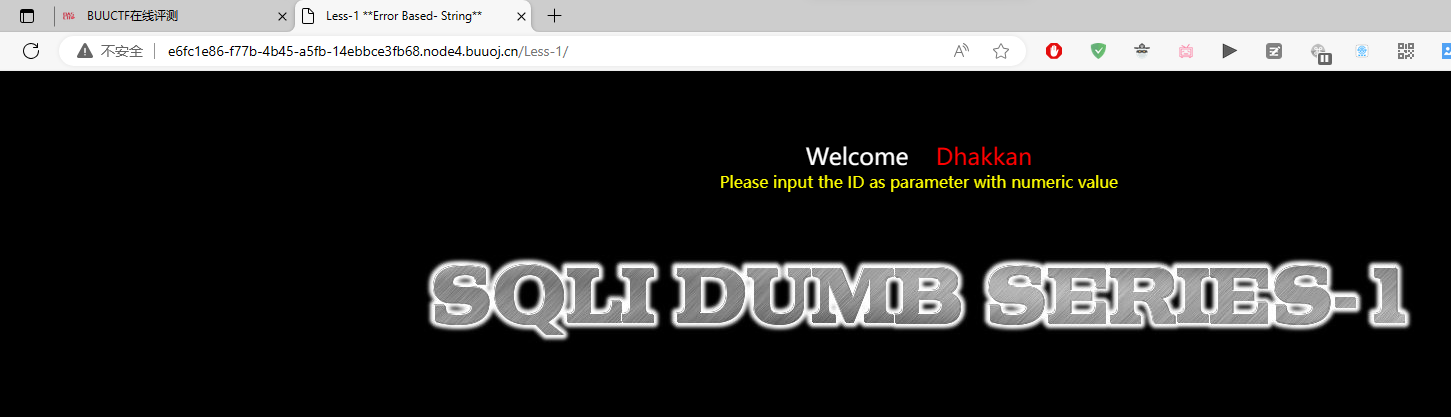 BUUCTF在线评测
Less-1 **Error Based- String**
不安全 e6fc1e86-f77b-4b45-a5fb-14ebbce3fb68.node4.buuoj.cn/Less-1/
Welcome Dhakkan
Please input the ID as parameter with numeric value
SQLI DUMB SERIES-1